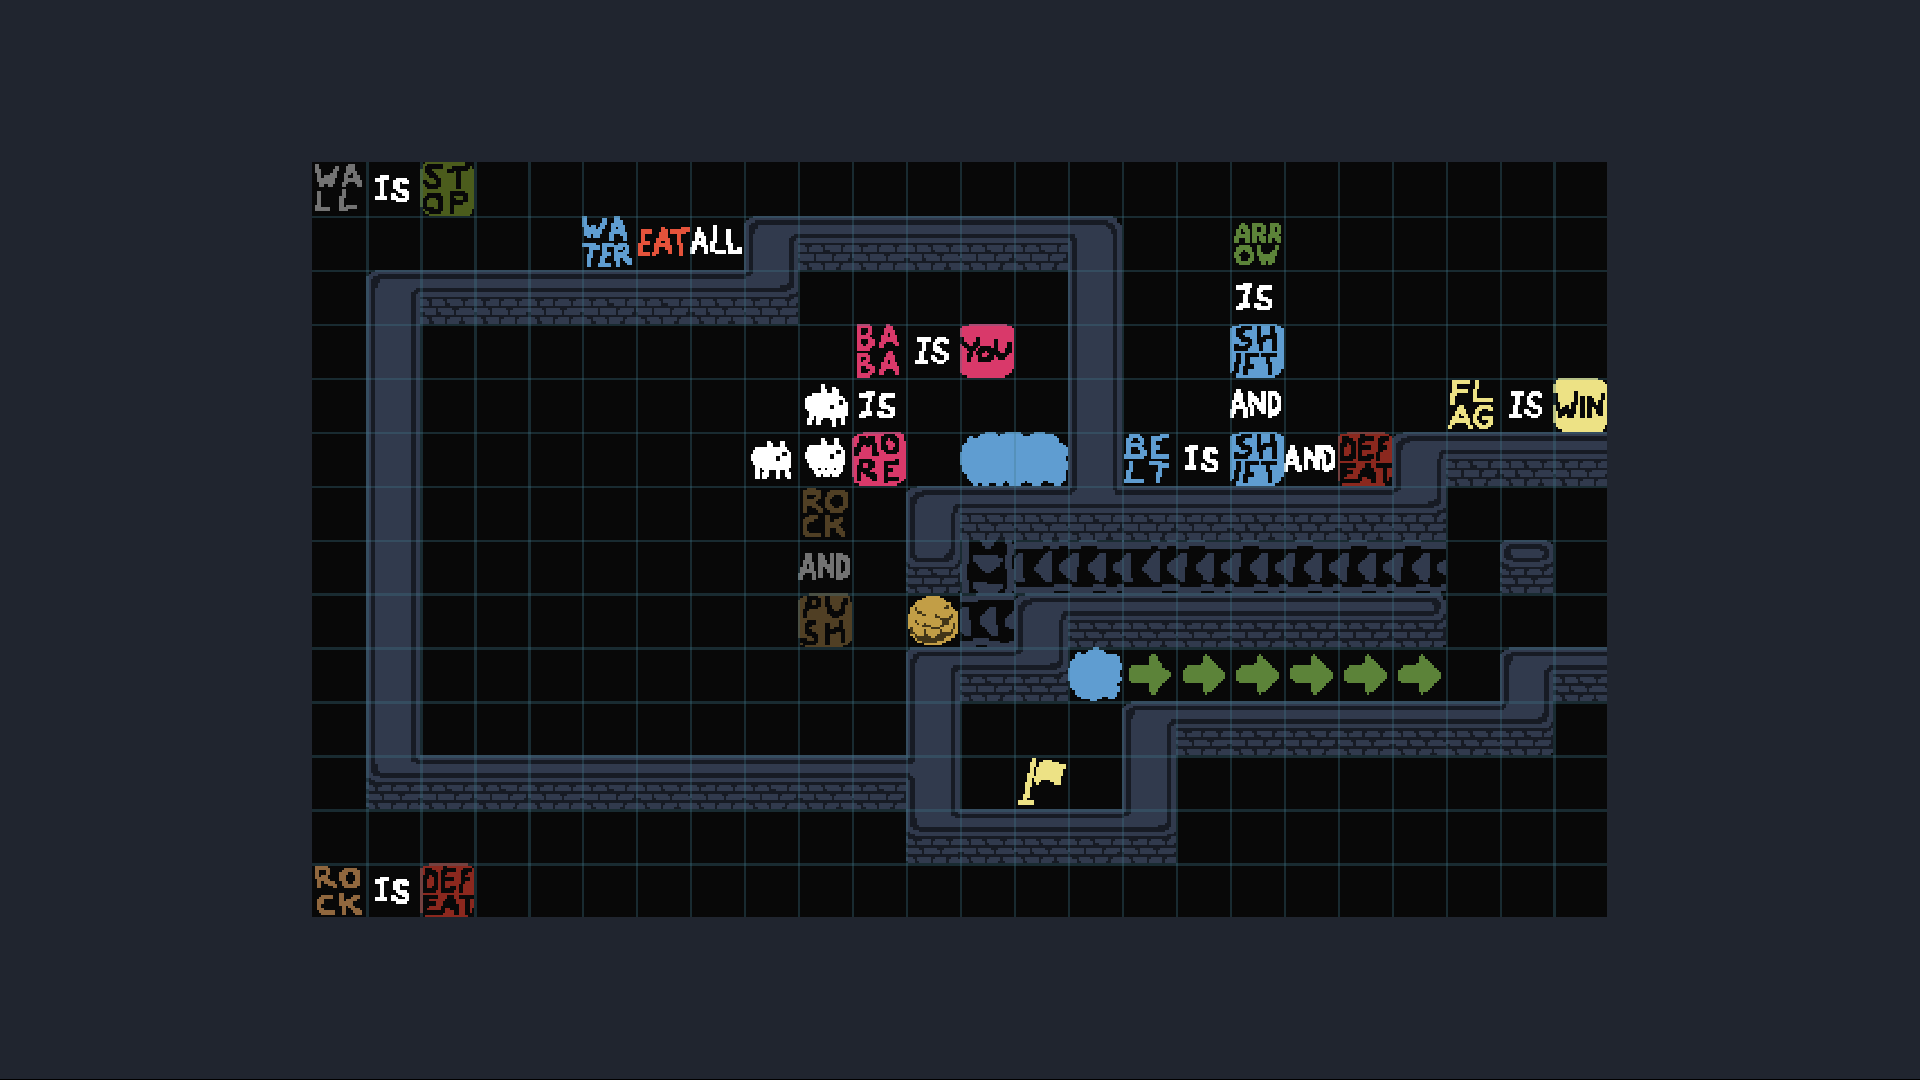 WALL IS STOP
WATER EAT ALL
ARROW
IS
BABA IS YOU
SHIFT
IS
AND
FLAG IS WIN
MORE
BELT IS SHIFT AND DEFEAT
ROCK
AND
PUSH
ROCK IS DEFEAT